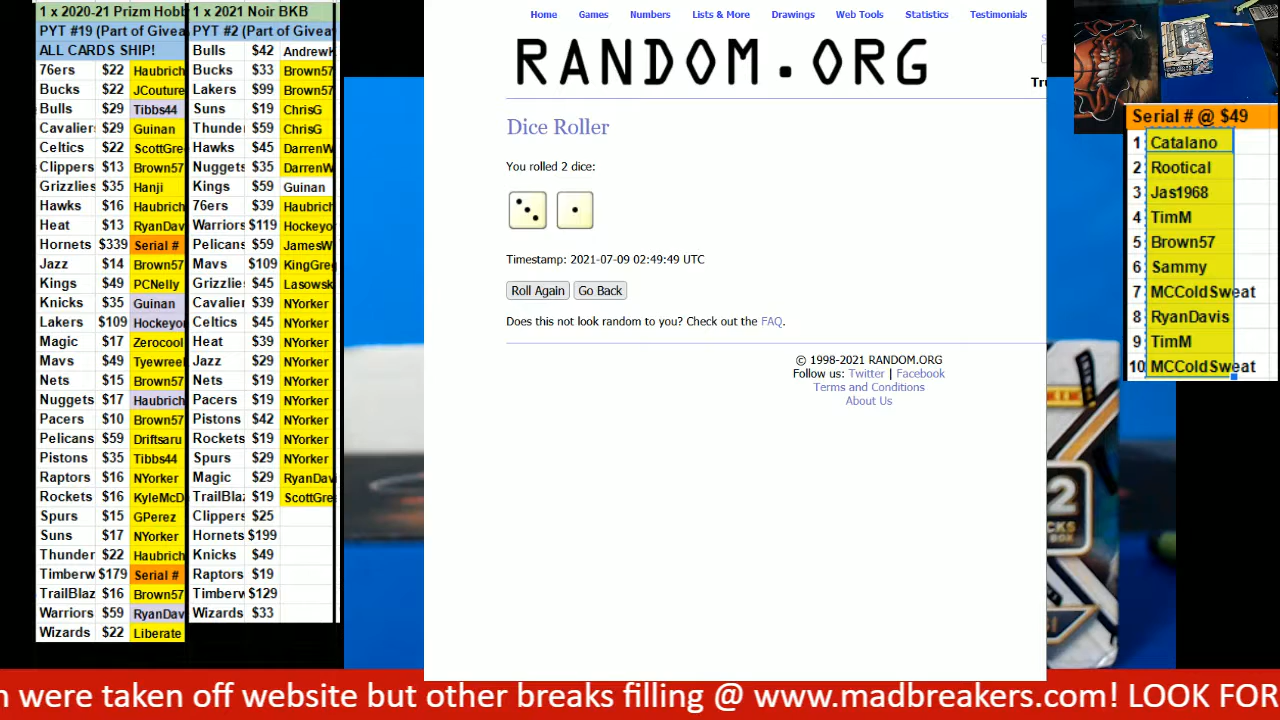 1 x 2020-21 Prizm Hobb
PYT #19 (Part of Givea
ALL CARDS SHIP!
76ers $22 Haubrich
Bucks $22 JCouture
Bulls $29 Tibbs44
Cavaliers $29 Guinan
Celtics $22 ScottGre
Clippers $13 Brown57
Grizzlies $35 Hanji
Hawks $16 Haubrich
Heat $13 RyanDav
Hornets $339 Serial #
Jazz $14 Brown57
Kings $49 PCNelly
Knicks $35 Guinan
Lakers $109 Hockeyo
Magic $17 Zerocool
Mavs $49 Tyewree
Nets $15 Brown57
Nuggets $17 Haubrich
Pacers $10 Brown57
Pelicans $59 Driftsaru
Pistons $35 Tibbs44
Raptors $16 NYorker
Rockets $16 KyleMcD
Spurs $15 GPerez
Suns $17 NYorker
Thunder $22 Haubrich
Timberw $179 Serial #
TrailBlaz $16 Brown57
Warriors $59 RyanDav
Wizards $22 Liberate
1 x 2021 Noir BKB
PYT #2 (Part of Givea
Bulls $42 AndrewK
Bucks $33 Brown57
Lakers $99 Brown57
Suns $19 ChrisG
Thunde $59 ChrisG
Hawks $45 DarrenW
Nuggets $35 DarrenW
Kings $59 Guinan
76ers $39 Haubrich
Warriors $119 Hockeyo
Pelicans $59 JamesW
Mavs $109 KingGre
Grizzlies $45 Lasowsk
Cavalier $39 NYorker
Celtics $45 NYorker
Heat $39 NYorker
Jazz $29 NYorker
Nets $19 NYorker
Pacers $19 NYorker
Pistons $42 NYorker
Rockets $19 NYorker
Spurs $29 NYorker
Magic $29 RyanDav
TrailBlaz $19 ScottGre
Clippers $25
Hornets $199
Knicks $49
Raptors $19
Timberw $129
Wizards $33
Home Games Numbers Lists & More Drawings Web Tools Statistics Testimonials
RANDOM.ORG
Tru
Dice Roller
You rolled 2 dice:
Timestamp: 2021-07-09 02:49:49 UTC
Roll Again Go Back
Does this not look random to you? Check out the FAQ.
© 1998-2021 RANDOM.ORG
Follow us: Twitter | Facebook
Terms and Conditions
About Us
Serial # @ $49
1 Catalano
2 Rootical
3 Jas1968
4 TimM
5 Brown57
6 Sammy
7 MCColdSweat
8 RyanDavis
9 TimM
10 MCColdSweat
n were taken off website but other breaks filling @ www.madbreakers.com! LOOK FOR